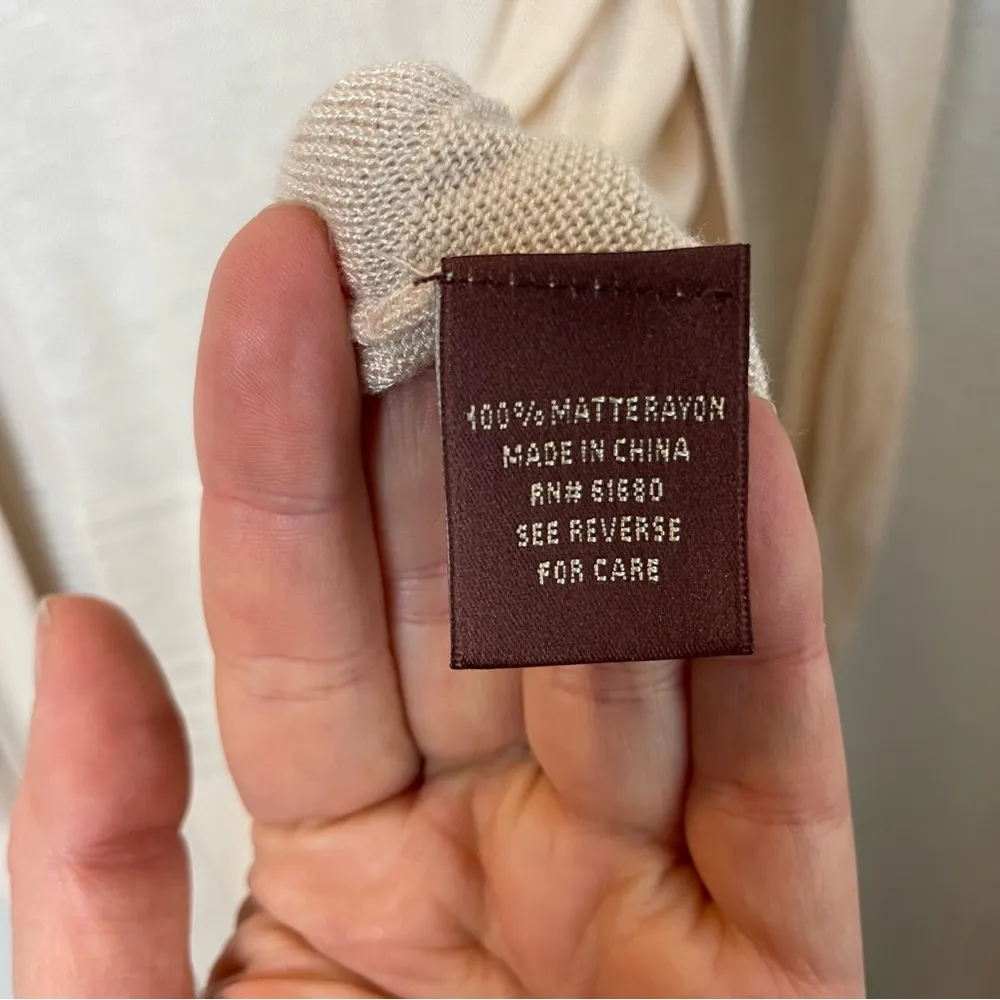 100% MATTE RAYON
MADE IN CHINA
RN# 61680
SEE REVERSE
FOR CARE